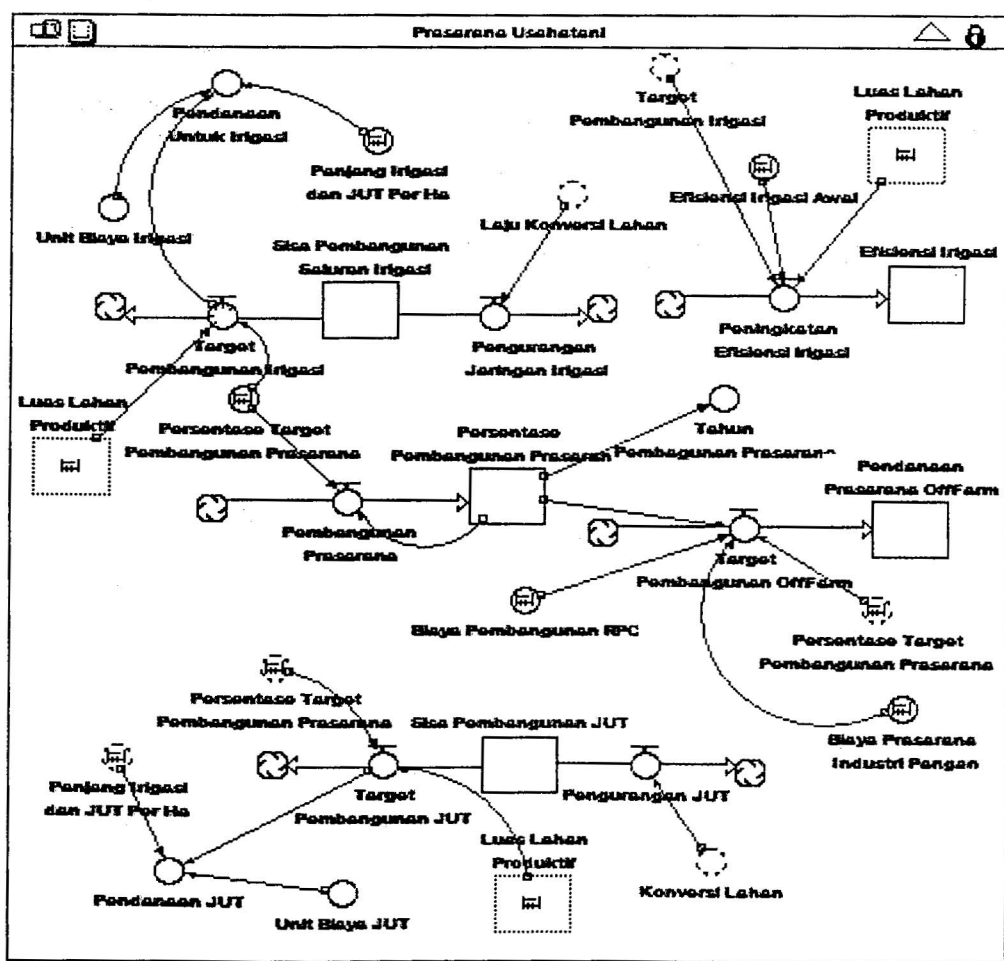 Prasarana Usahatani
Pendanaan
Untuk Irigasi
Panjang Irigasi
dan JUT Per Ha
Unit Biaya Irigasi
Target
Pembangunan Irigasi
Luas Lahan
Produktif
Efisiensi Irigasi Awal
Laju Konversi Lahan
Sisa Pembangunan
Saluran Irigasi
Efisiensi Irigasi
Target
Pembangunan Irigasi
Pengurangan
Jaringan Irigasi
Peningkatan
Efisiensi Irigasi
Luas Lahan
Produktif
Persentase Target
Pembangunan Prasarana
Persentase
Pembangunan Prasaran
Tahun
Pembangunan Prasarana
Pendanaan
Prasarana OffFarm
Pembangunan
Prasarana
Target
Pembangunan OffFarm
Biaya Pembangunan RPC
Persentase Target
Pembangunan Prasarana
Persentase Target
Pembangunan Prasarana
Sisa Pembangunan JUT
Biaya Prasarana
Industri Pangan
Panjang Irigasi
dan JUT Per Ha
Target
Pembangunan JUT
Pengurangan JUT
Luas Lahan
Produktif
Konversi Lahan
Pendanaan JUT
Unit Biaya JUT